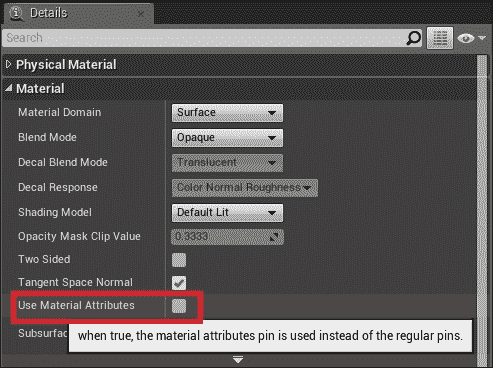 Details
Search
Physical Material
Material
Material Domain Surface
Blend Mode Opaque
Decal Blend Mode Translucent
Decal Response Color Normal Roughness
Shading Model Default Lit
Opacity Mask Clip Value 0.3333
Two Sided
Tangent Space Normal
Use Material Attributes
when true, the material attributes pin is used instead of the regular pins.